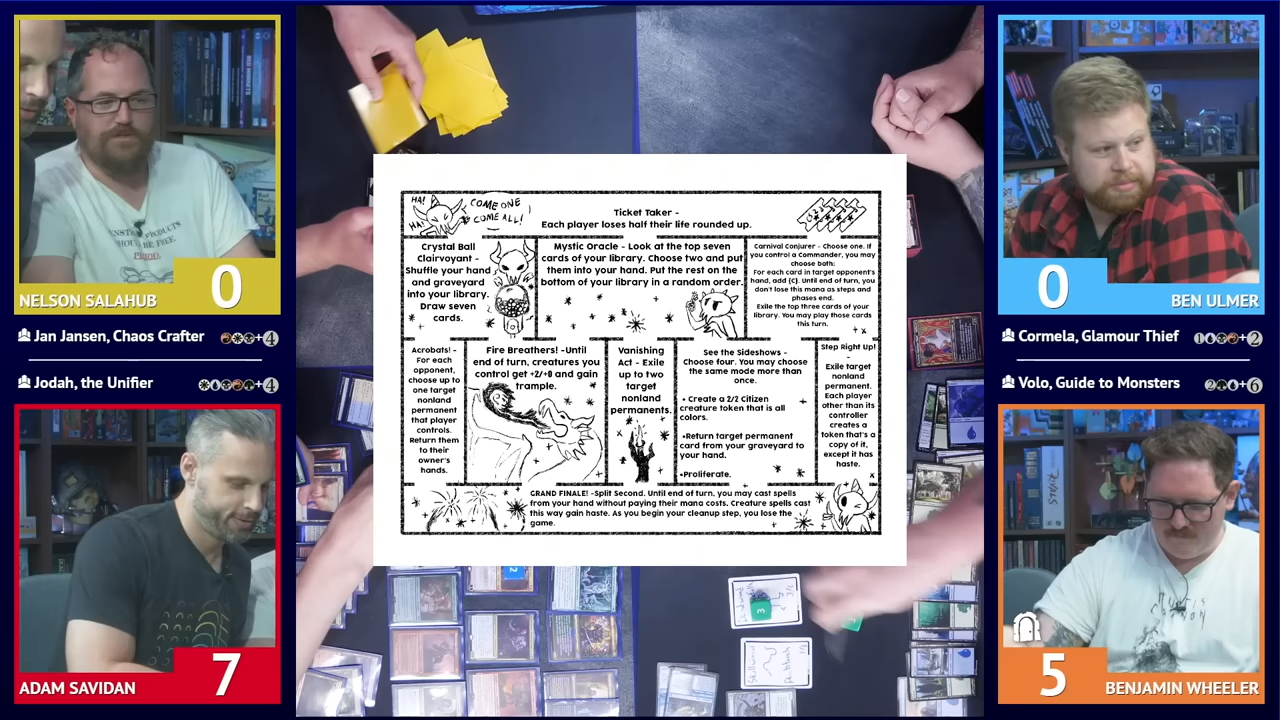 HA!
HA!
COME ONE
COME ALL!
Ticket Taker -
Each player loses half their life rounded up.
Crystal Ball
Clairvoyant -
Shuffle your hand
and graveyard
into your library.
Draw seven
cards.
Mystic Oracle - Look at the top seven
cards of your library. Choose two and put
them into your hand. Put the rest on the
bottom of your library in a random order.
Carnival Conjurer - Choose one. If
you control a Commander, you may
choose both:
For each card in target opponent's
hand, add {C}. Until end of turn, you
don't lose this mana as steps and
phases end.
Exile the top three cards of your
library. You may play those cards
this turn.
Acrobats! -
For each
opponent,
choose up to
one target
nonland
permanent
that player
controls.
Return them
to their
owner's
hands.
Fire Breathers! -Until
end of turn, creatures you
control get +2/+0 and gain
trample.
Vanishing
Act - Exile
up to two
target
nonland
permanents.
See the Sideshows -
Choose four. You may choose
the same mode more than
once.
• Create a 2/2 Citizen
creature token that is all
colors.
•Return target permanent
card from your graveyard to
your hand.
•Proliferate.
Step Right Up!
-
Exile target
nonland
permanent.
Each player
other than its
controller
creates a
token that's a
copy of it,
except it has
haste.
GRAND FINALE! -Split Second. Until end of turn, you may cast spells
from your hand without paying their mana costs. Creature spells cast
this way gain haste. As you begin your cleanup step, you lose the
game.
NELSON SALAHUB
0
Jan Jansen, Chaos Crafter
+4
Jodah, the Unifier
+4
ADAM SAVIDAN
7
0
BEN ULMER
Cormela, Glamour Thief
1 +2
Volo, Guide to Monsters
2 +6
5
BENJAMIN WHEELER